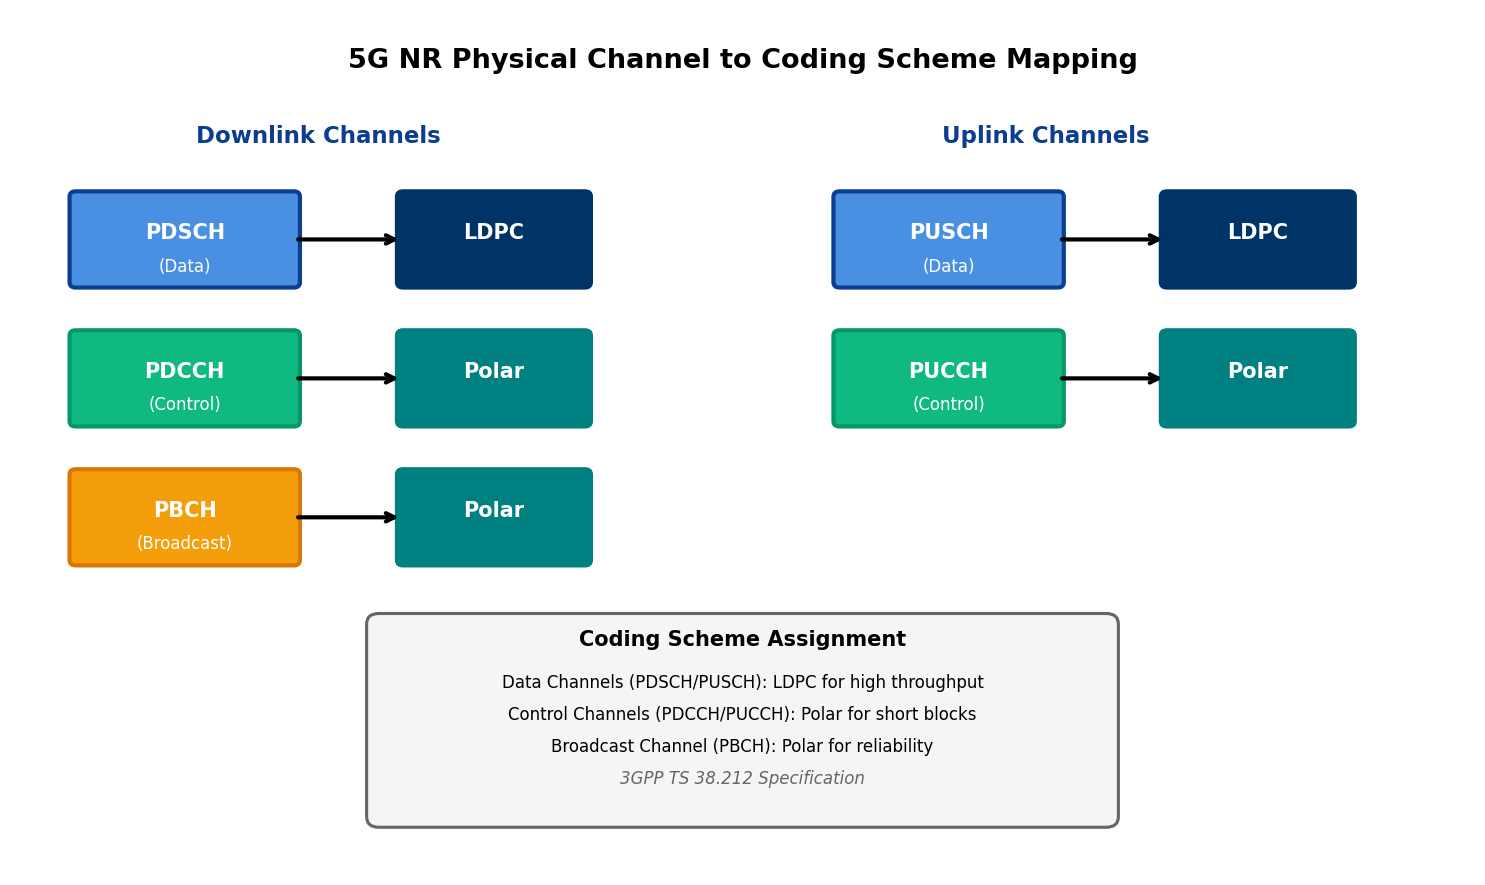 5G NR Physical Channel to Coding Scheme Mapping
Downlink Channels
PDSCH
(Data)
LDPC
PDCCH
(Control)
Polar
PBCH
(Broadcast)
Polar
Uplink Channels
PUSCH
(Data)
LDPC
PUCCH
(Control)
Polar
Coding Scheme Assignment
Data Channels (PDSCH/PUSCH): LDPC for high throughput
Control Channels (PDCCH/PUCCH): Polar for short blocks
Broadcast Channel (PBCH): Polar for reliability
3GPP TS 38.212 Specification